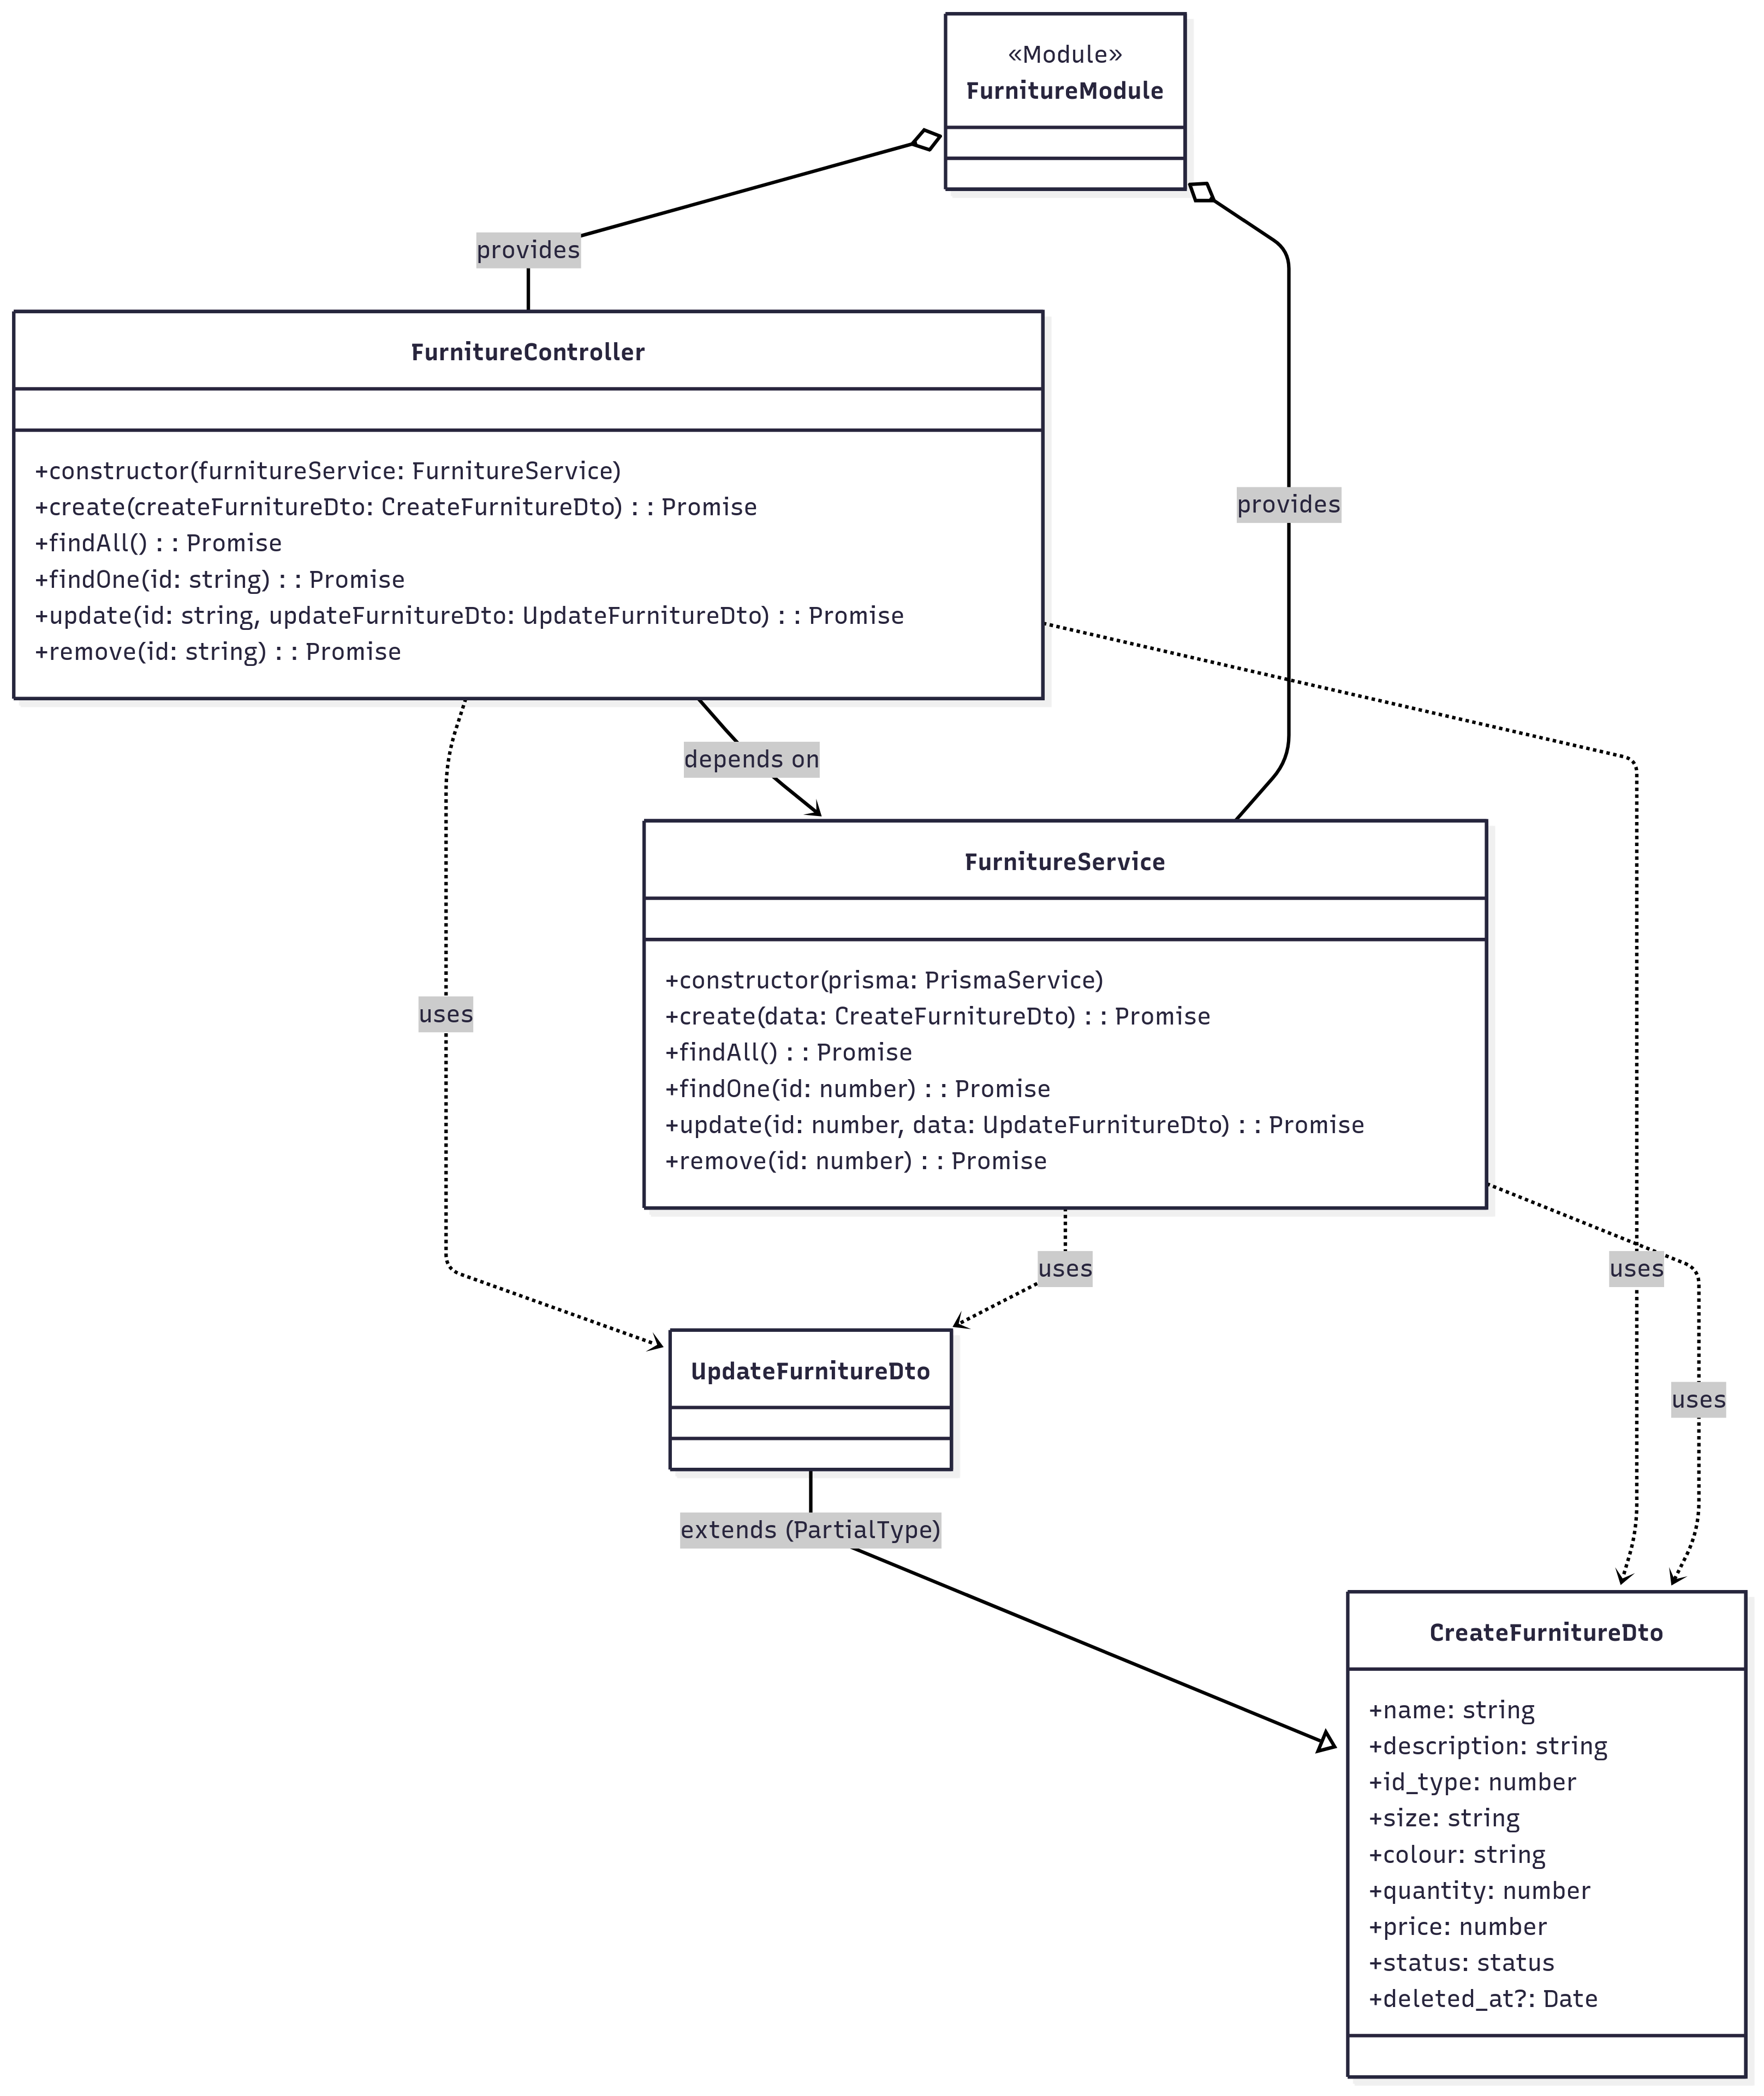 «Module»
FurnitureModule
provides
FurnitureController
+constructor(furnitureService: FurnitureService)
+create(createFurnitureDto: CreateFurnitureDto) : : Promise
+findAll() : : Promise
+findOne(id: string) : : Promise
+update(id: string, updateFurnitureDto: UpdateFurnitureDto) : : Promise
+remove(id: string) : : Promise
provides
depends on
FurnitureService
+constructor(prisma: PrismaService)
+create(data: CreateFurnitureDto) : : Promise
+findAll() : : Promise
+findOne(id: number) : : Promise
+update(id: number, data: UpdateFurnitureDto) : : Promise
+remove(id: number) : : Promise
uses
uses
uses
UpdateFurnitureDto
uses
extends (PartialType)
CreateFurnitureDto
+name: string
+description: string
+id_type: number
+size: string
+colour: string
+quantity: number
+price: number
+status: status
+deleted_at?: Date